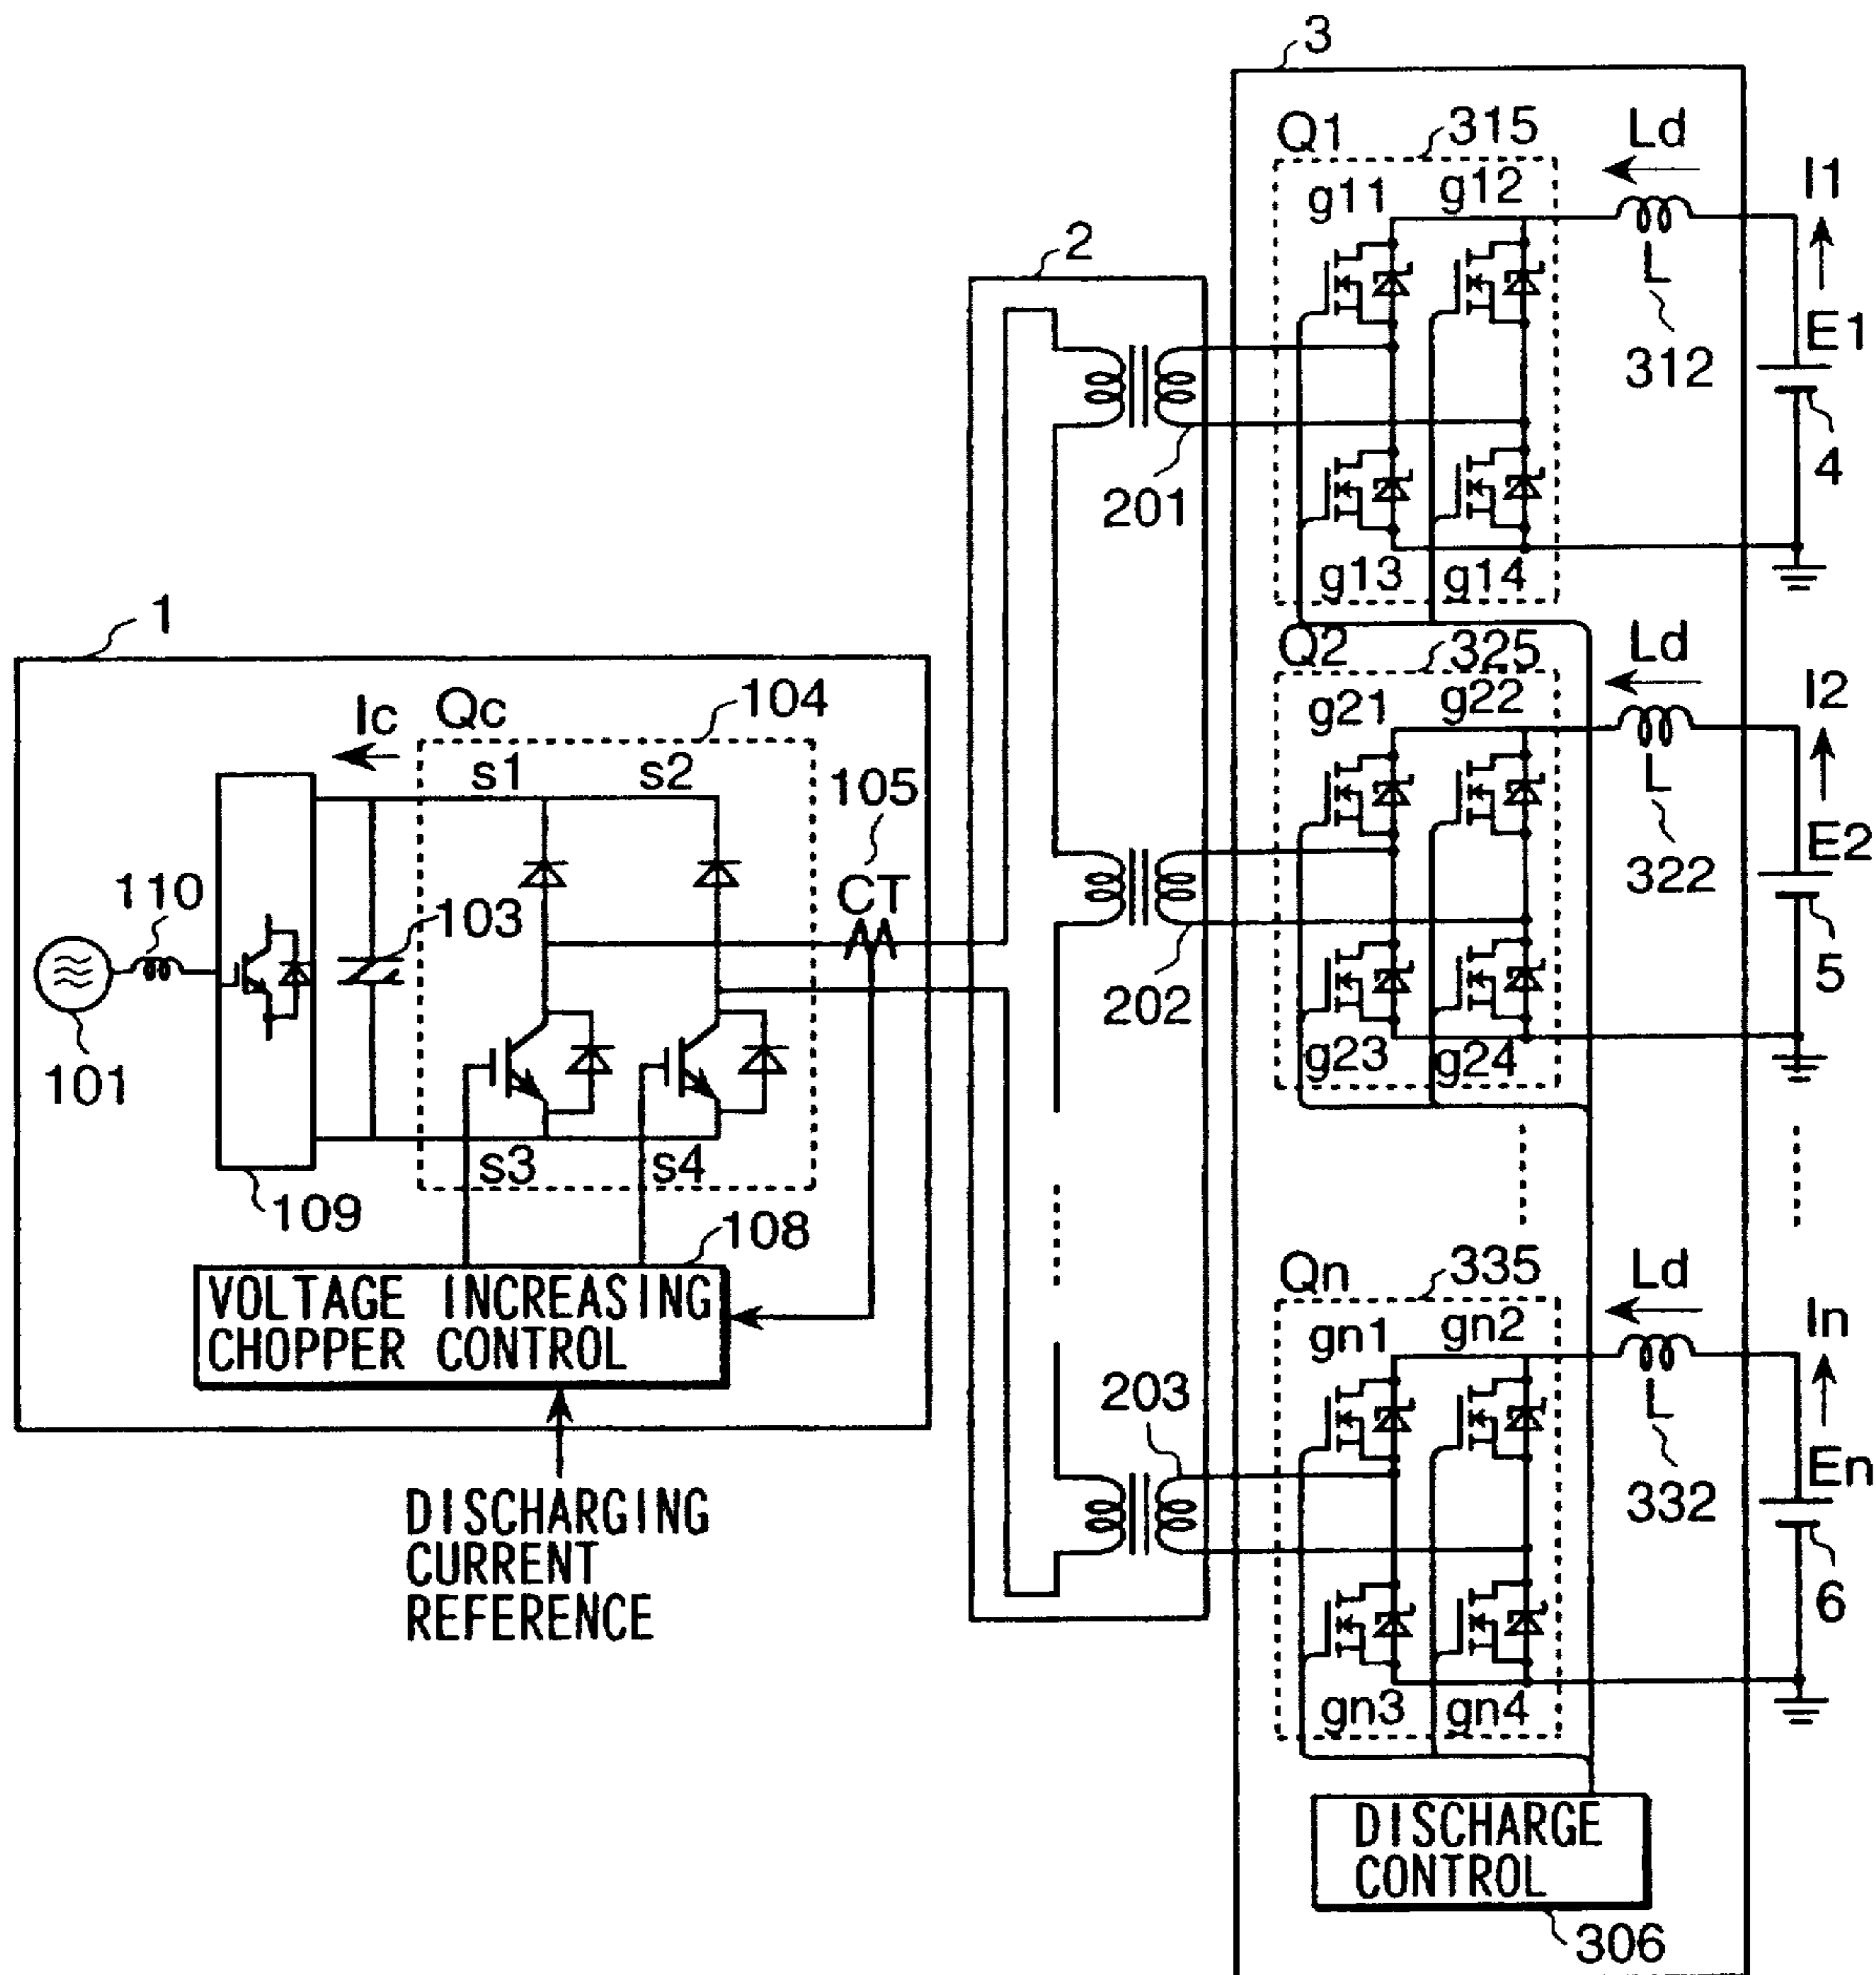 3
Q1
315
Ld
g11
g12
I1
L
312
E1
4
g13
g14
2
201
Q2
325
Ld
g21
g22
I2
L
322
E2
5
g23
g24
202
1
Ic
Qc
104
s1
s2
105
CT
110
103
101
s3
s4
109
108
VOLTAGE INCREASING
CHOPPER CONTROL
DISCHARGING
CURRENT
REFERENCE
Qn
335
Ld
gn1
gn2
In
203
L
332
En
6
gn3
gn4
DISCHARGE
CONTROL
306